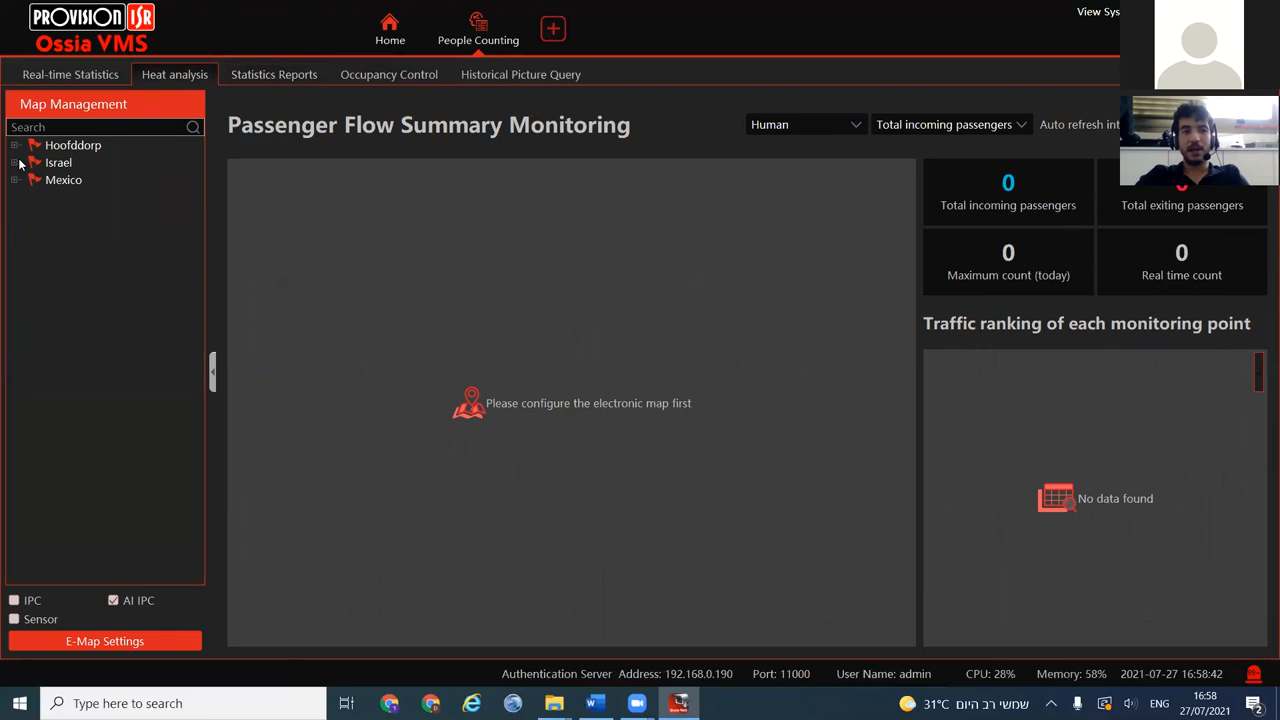 PROVISION ISR
Ossia VMS
Home
People Counting
View Sys
Real-time Statistics
Heat analysis
Statistics Reports
Occupancy Control
Historical Picture Query
Map Management
Search
Hoofddorp
Israel
Mexico
IPC
AI IPC
Sensor
E-Map Settings
Passenger Flow Summary Monitoring
Human
Total incoming passengers
Auto refresh int
Please configure the electronic map first
0
Total incoming passengers
0
Total exiting passengers
0
Maximum count (today)
0
Real time count
Traffic ranking of each monitoring point
No data found
Authentication Server Address: 192.168.0.190 Port: 11000 User Name: admin CPU: 28% Memory: 58% 2021-07-27 16:58:42
Type here to search
31°C שמשי רב היום
ENG
16:58
27/07/2021
2